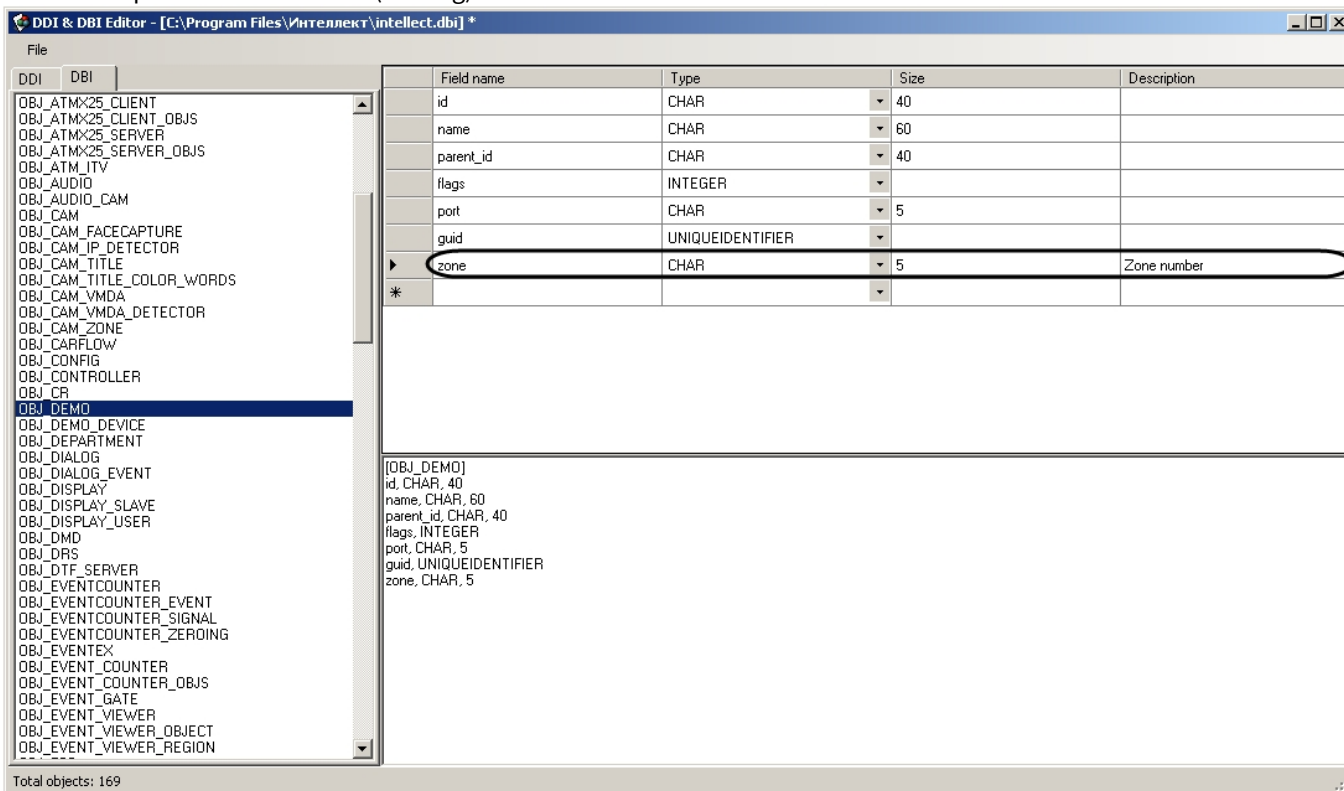 DDI & DBI Editor - [C:\Program Files\Интеллект\intellect.dbi] *
File
DDI DBI
OBJ_ATMX25_CLIENT
OBJ_ATMX25_CLIENT_OBJS
OBJ_ATMX25_SERVER
OBJ_ATMX25_SERVER_OBJS
OBJ_ATM_ITV
OBJ_AUDIO
OBJ_AUDIO_CAM
OBJ_CAM
OBJ_CAM_FACECAPTURE
OBJ_CAM_IP_DETECTOR
OBJ_CAM_TITLE
OBJ_CAM_TITLE_COLOR_WORDS
OBJ_CAM_VMDA
OBJ_CAM_VMDA_DETECTOR
OBJ_CAM_ZONE
OBJ_CARFLOW
OBJ_CONFIG
OBJ_CONTROLLER
OBJ_CR
OBJ_DEMO
OBJ_DEMO_DEVICE
OBJ_DEPARTMENT
OBJ_DIALOG
OBJ_DIALOG_EVENT
OBJ_DISPLAY
OBJ_DISPLAY_SLAVE
OBJ_DISPLAY_USER
OBJ_DMD
OBJ_DRS
OBJ_DTF_SERVER
OBJ_EVENTCOUNTER
OBJ_EVENTCOUNTER_EVENT
OBJ_EVENTCOUNTER_SIGNAL
OBJ_EVENTCOUNTER_ZEROING
OBJ_EVENTEX
OBJ_EVENT_COUNTER
OBJ_EVENT_COUNTER_OBJS
OBJ_EVENT_GATE
OBJ_EVENT_VIEWER
OBJ_EVENT_VIEWER_OBJECT
OBJ_EVENT_VIEWER_REGION
Field name Type Size Description
id CHAR 40
name CHAR 60
parent_id CHAR 40
flags INTEGER
port CHAR 5
guid UNIQUEIDENTIFIER
zone CHAR 5 Zone number
[OBJ_DEMO]
id, CHAR, 40
name, CHAR, 60
parent_id, CHAR, 40
flags, INTEGER
port, CHAR, 5
guid, UNIQUEIDENTIFIER
zone, CHAR, 5
Total objects: 169